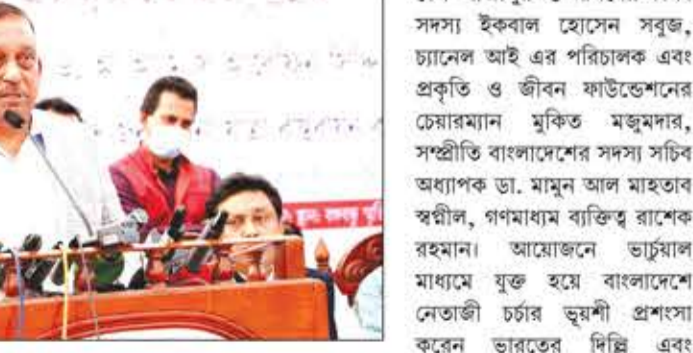 সদস্য ইকবাল হোসেন সবুজ,
চ্যানেল আই এর পরিচালক এবং
প্রকৃতি ও জীবন ফাউন্ডেশনের
চেয়ারম্যান মুকিত মজুমদার,
সম্প্রীতি বাংলাদেশের সদস্য সচিব
অধ্যাপক ডা. মামুন আল মাহতাব
স্বপ্নীল, গণমাধ্যম ব্যক্তিত্ব রাশেক
রহমান। আয়োজনে ভার্চুয়াল
মাধ্যমে যুক্ত হয়ে বাংলাদেশে
নেতাজী চর্চার ভূয়শী প্রশংসা
করেন ভারতের দিল্লি এবং